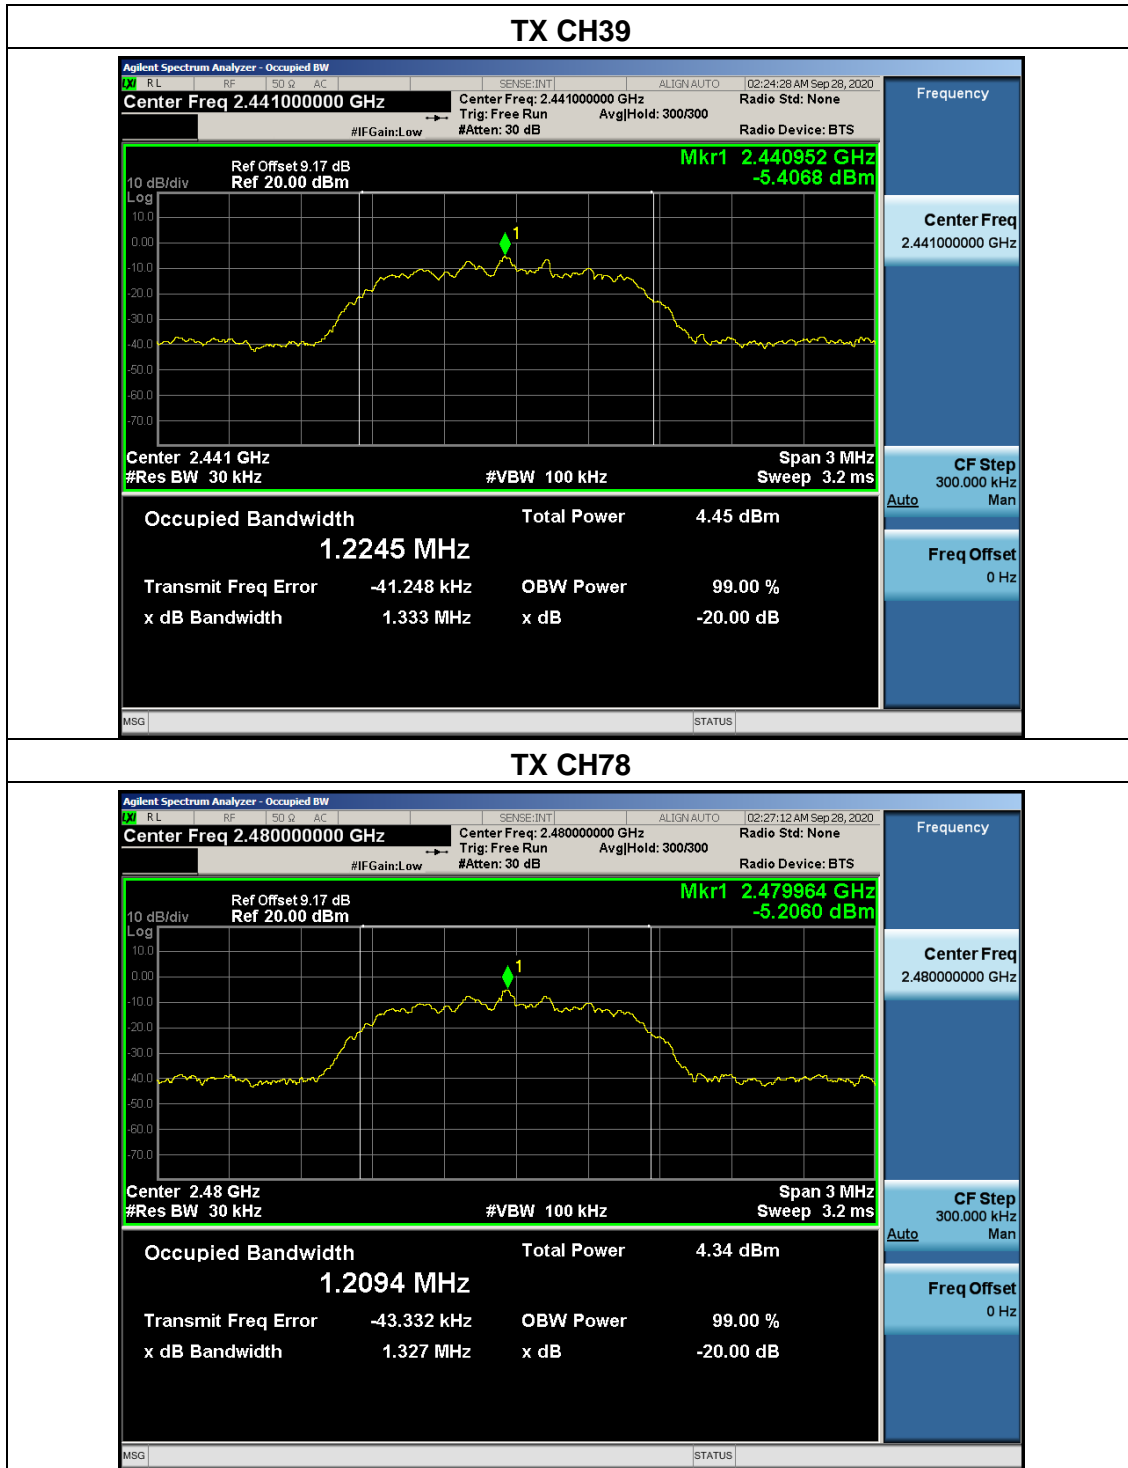 TX CH39
Agilent Spectrum Analyzer - Occupied BW
LXI RL RF 50 Ω AC SENSE:INT ALIGN AUTO 02:24:28 AM Sep 28, 2020
Center Freq 2.441000000 GHz
Center Freq: 2.441000000 GHz Radio Std: None
Trig: Free Run Avg|Hold: 300/300
#IFGain:Low #Atten: 30 dB Radio Device: BTS
Frequency
Mkr1 2.440952 GHz
-5.4068 dBm
Ref Offset 9.17 dB
10 dB/div Ref 20.00 dBm
Log
10.0
0.00
-10.0
-20.0
-30.0
-40.0
-50.0
-60.0
-70.0
1
Center 2.441 GHz Span 3 MHz
#Res BW 30 kHz #VBW 100 kHz Sweep 3.2 ms
Center Freq
2.441000000 GHz
CF Step
300.000 kHz
Auto Man
Freq Offset
0 Hz
Occupied Bandwidth Total Power 4.45 dBm
1.2245 MHz
Transmit Freq Error -41.248 kHz OBW Power 99.00 %
x dB Bandwidth 1.333 MHz x dB -20.00 dB
MSG STATUS
TX CH78
Agilent Spectrum Analyzer - Occupied BW
LXI RL RF 50 Ω AC SENSE:INT ALIGN AUTO 02:27:12 AM Sep 28, 2020
Center Freq 2.480000000 GHz
Center Freq: 2.480000000 GHz Radio Std: None
Trig: Free Run Avg|Hold: 300/300
#IFGain:Low #Atten: 30 dB Radio Device: BTS
Frequency
Mkr1 2.479964 GHz
-5.2060 dBm
Ref Offset 9.17 dB
10 dB/div Ref 20.00 dBm
Log
10.0
0.00
-10.0
-20.0
-30.0
-40.0
-50.0
-60.0
-70.0
1
Center 2.48 GHz Span 3 MHz
#Res BW 30 kHz #VBW 100 kHz Sweep 3.2 ms
Center Freq
2.480000000 GHz
CF Step
300.000 kHz
Auto Man
Freq Offset
0 Hz
Occupied Bandwidth Total Power 4.34 dBm
1.2094 MHz
Transmit Freq Error -43.332 kHz OBW Power 99.00 %
x dB Bandwidth 1.327 MHz x dB -20.00 dB
MSG STATUS